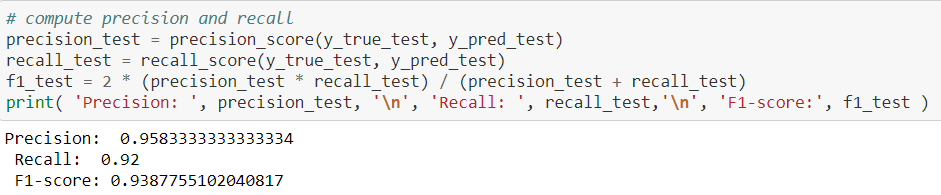 # compute precision and recall
precision_test = precision_score(y_true_test, y_pred_test)
recall_test = recall_score(y_true_test, y_pred_test)
f1_test = 2 * (precision_test * recall_test) / (precision_test + recall_test)
print( 'Precision: ', precision_test, '\n', 'Recall: ', recall_test,'\n', 'F1-score:', f1_test )
Precision:  0.9583333333333334
 Recall:  0.92
 F1-score: 0.9387755102040817